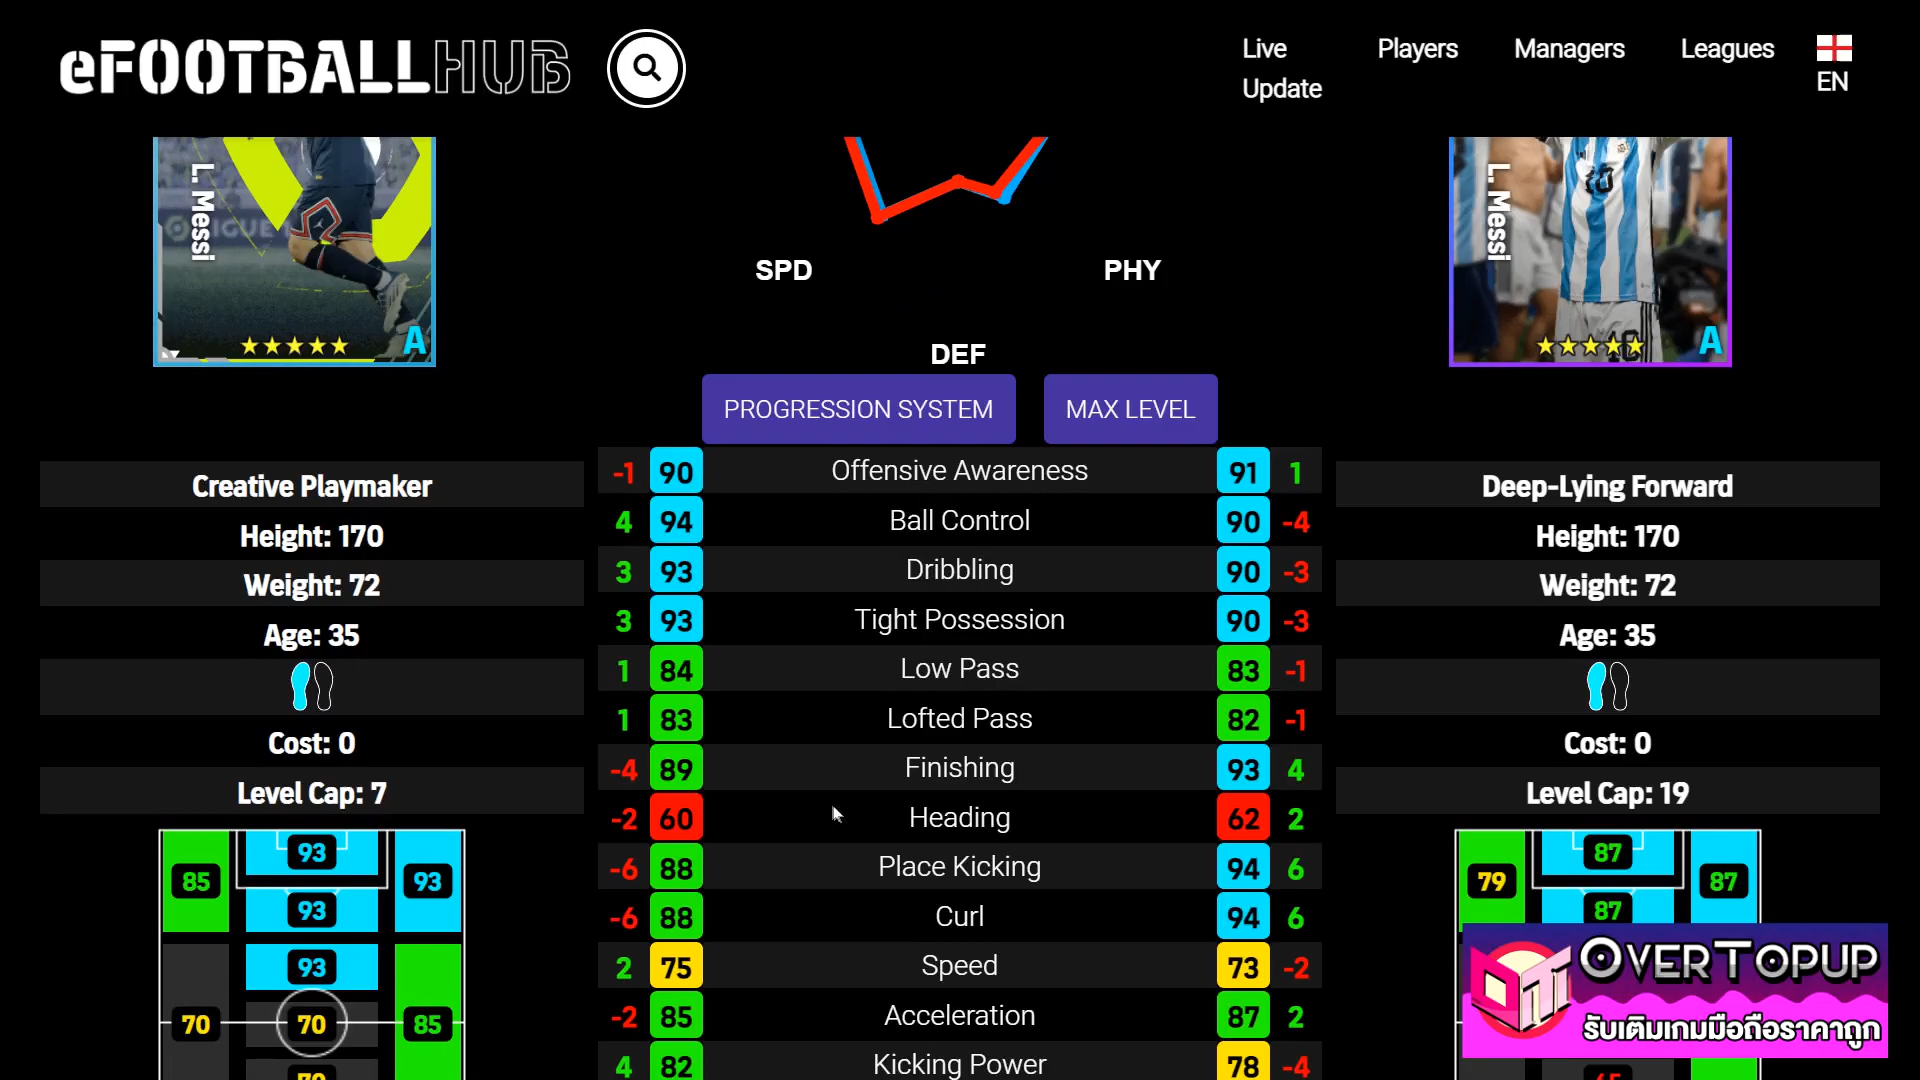 eFOOTBALLHUB
Live Update
Players
Managers
Leagues
EN
L. Messi
A
SPD
PHY
DEF
L. Messi
10
A
PROGRESSION SYSTEM
MAX LEVEL
Creative Playmaker
Height: 170
Weight: 72
Age: 35
Cost: 0
Level Cap: 7
85
93
93
93
93
70
70
85
-1 90 Offensive Awareness 91 1
4 94 Ball Control 90 -4
3 93 Dribbling 90 -3
3 93 Tight Possession 90 -3
1 84 Low Pass 83 -1
1 83 Lofted Pass 82 -1
-4 89 Finishing 93 4
-2 60 Heading 62 2
-6 88 Place Kicking 94 6
-6 88 Curl 94 6
2 75 Speed 73 -2
-2 85 Acceleration 87 2
4 82 Kicking Power 78 -4
Deep-Lying Forward
Height: 170
Weight: 72
Age: 35
Cost: 0
Level Cap: 19
79
87
87
87
OVERTOPUP
รับเติมเกมมือถือราคาถูก